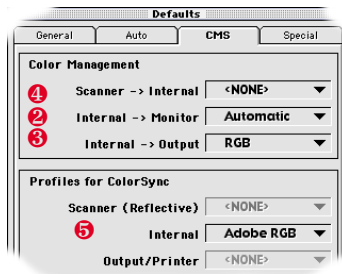 Defaults
General Auto CMS Special
Color Management
4 Scanner -> Internal <NONE>
2 Internal -> Monitor Automatic
3 Internal -> Output RGB
Profiles for ColorSync
Scanner (Reflective) <NONE>
5 Internal Adobe RGB
Output/Printer <NONE>